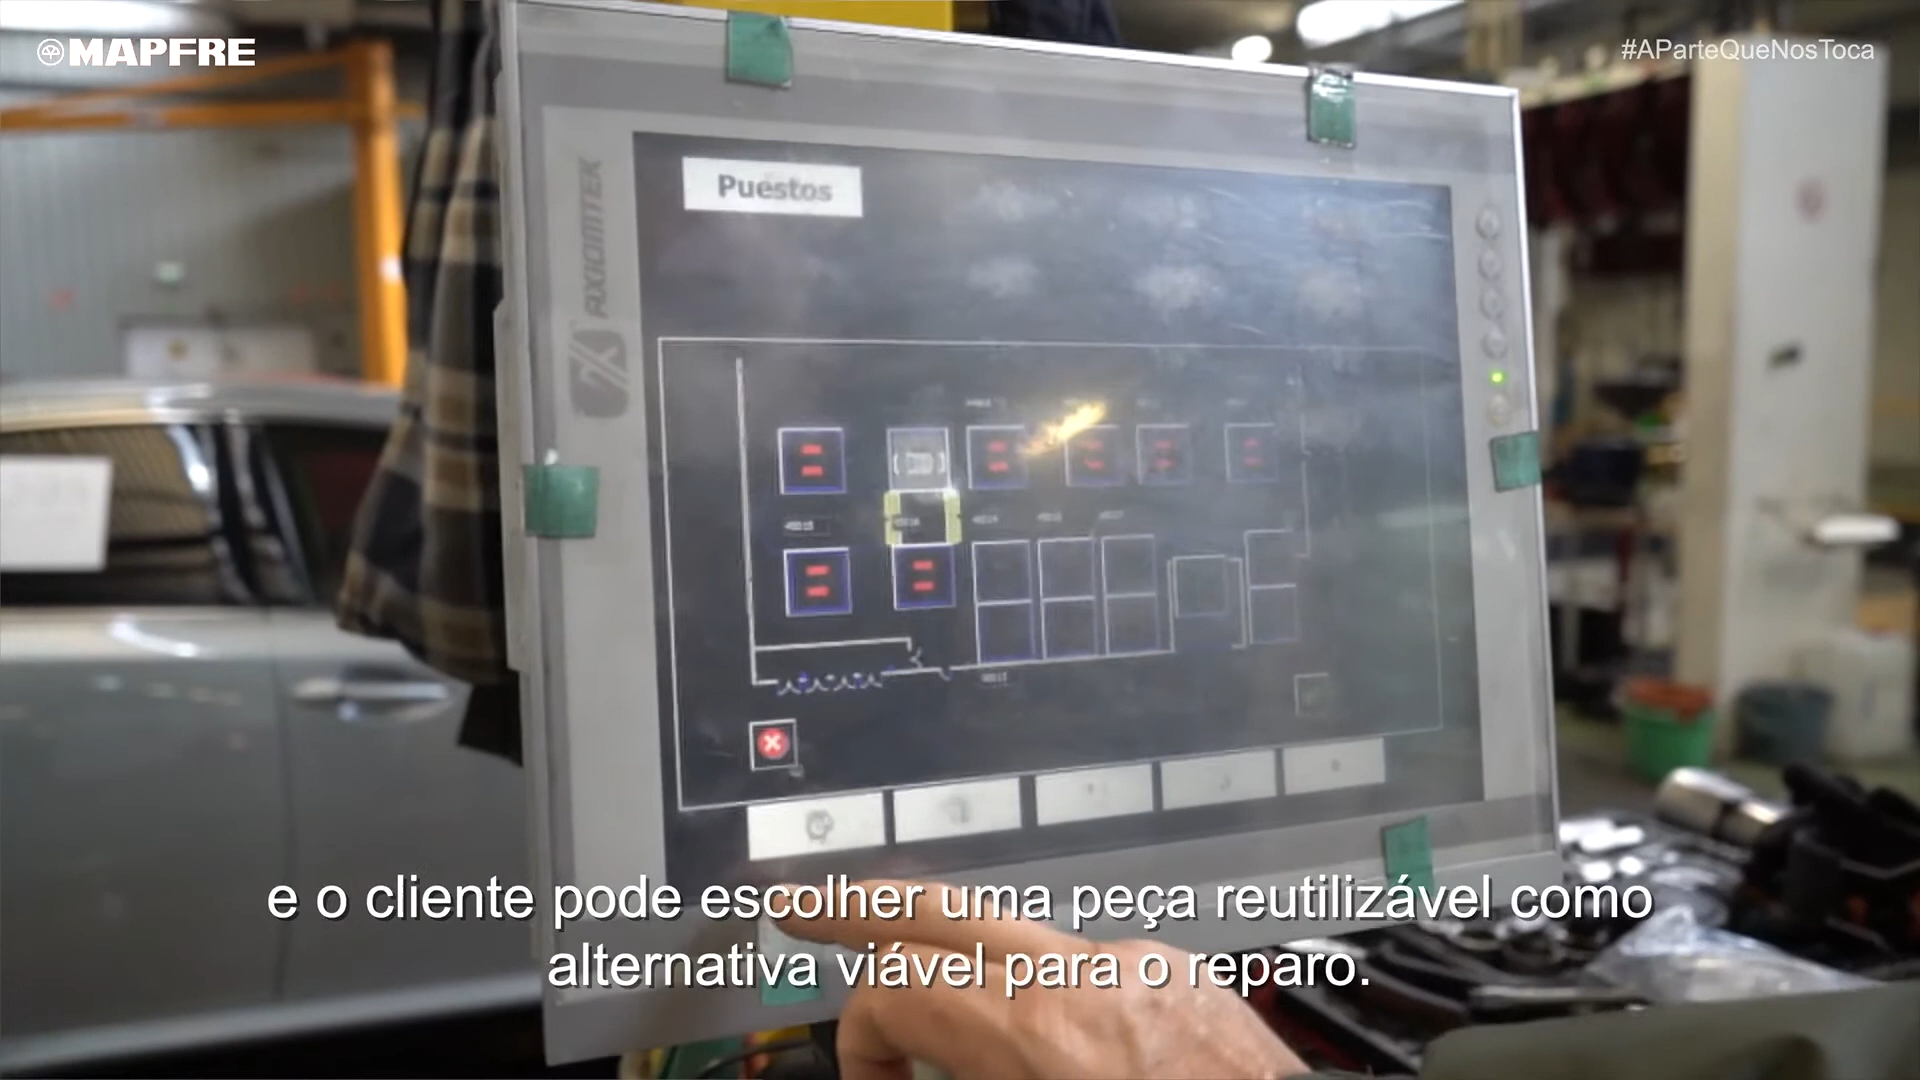 MAPFRE
#AParteQueNosToca
Puestos
AXIOMTEK
e o cliente pode escolher uma peça reutilizável como
alternativa viável para o reparo.